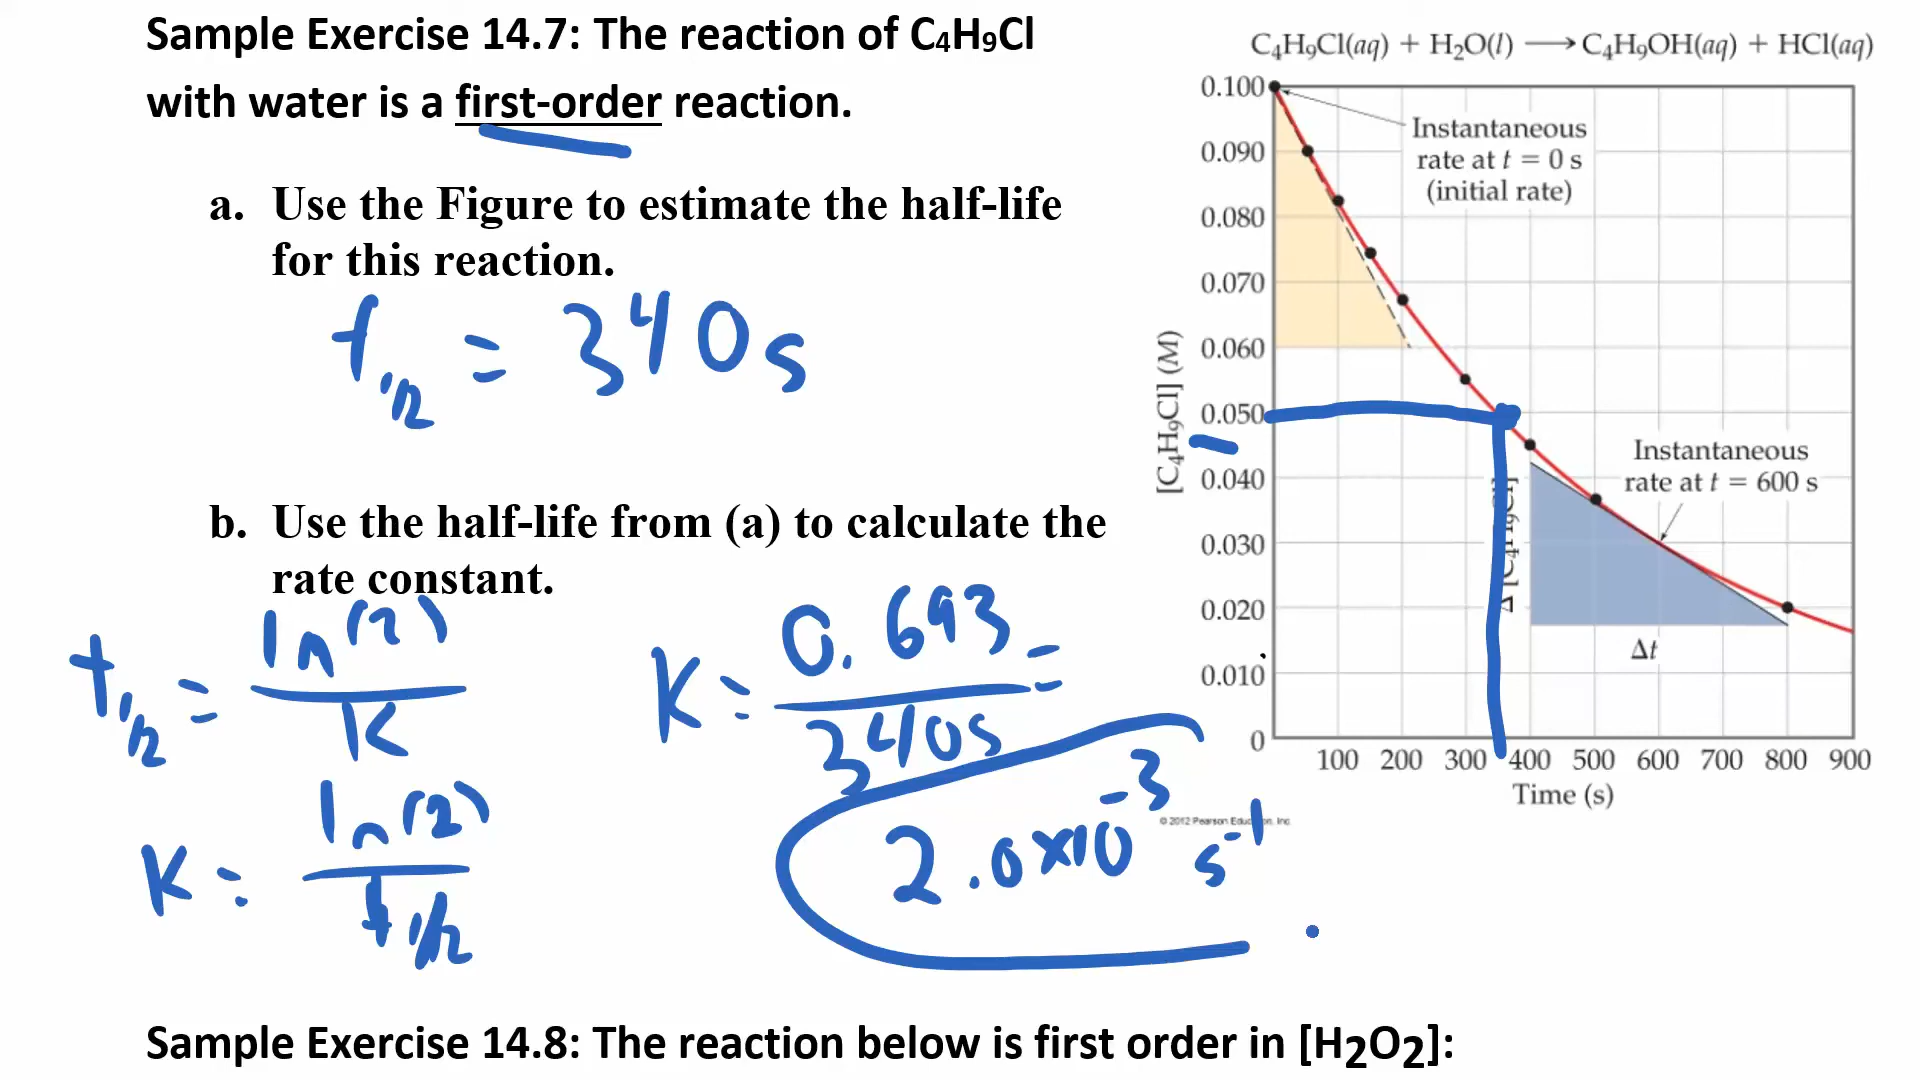 Sample Exercise 14.7: The reaction of C₄H₉Cl
with water is a first-order reaction.
a. Use the Figure to estimate the half-life
for this reaction.
t₁/₂ = 340 s
b. Use the half-life from (a) to calculate the
rate constant.
t₁/₂ = ln(2) / K
K = ln(2) / t₁/₂
K = 0.693 / 340s =
2.0x10⁻³ s⁻¹
C₄H₉Cl(aq) + H₂O(l) ⟶ C₄H₉OH(aq) + HCl(aq)
0.100
0.090
0.080
0.070
0.060
0.050
0.040
0.030
0.020
0.010
0
[C₄H₉Cl] (M)
Instantaneous
rate at t = 0 s
(initial rate)
Instantaneous
rate at t = 600 s
Δ [C₄H₉Cl]
Δt
100 200 300 400 500 600 700 800 900
Time (s)
© 2012 Pearson Education, Inc.
Sample Exercise 14.8: The reaction below is first order in [H2O2]: